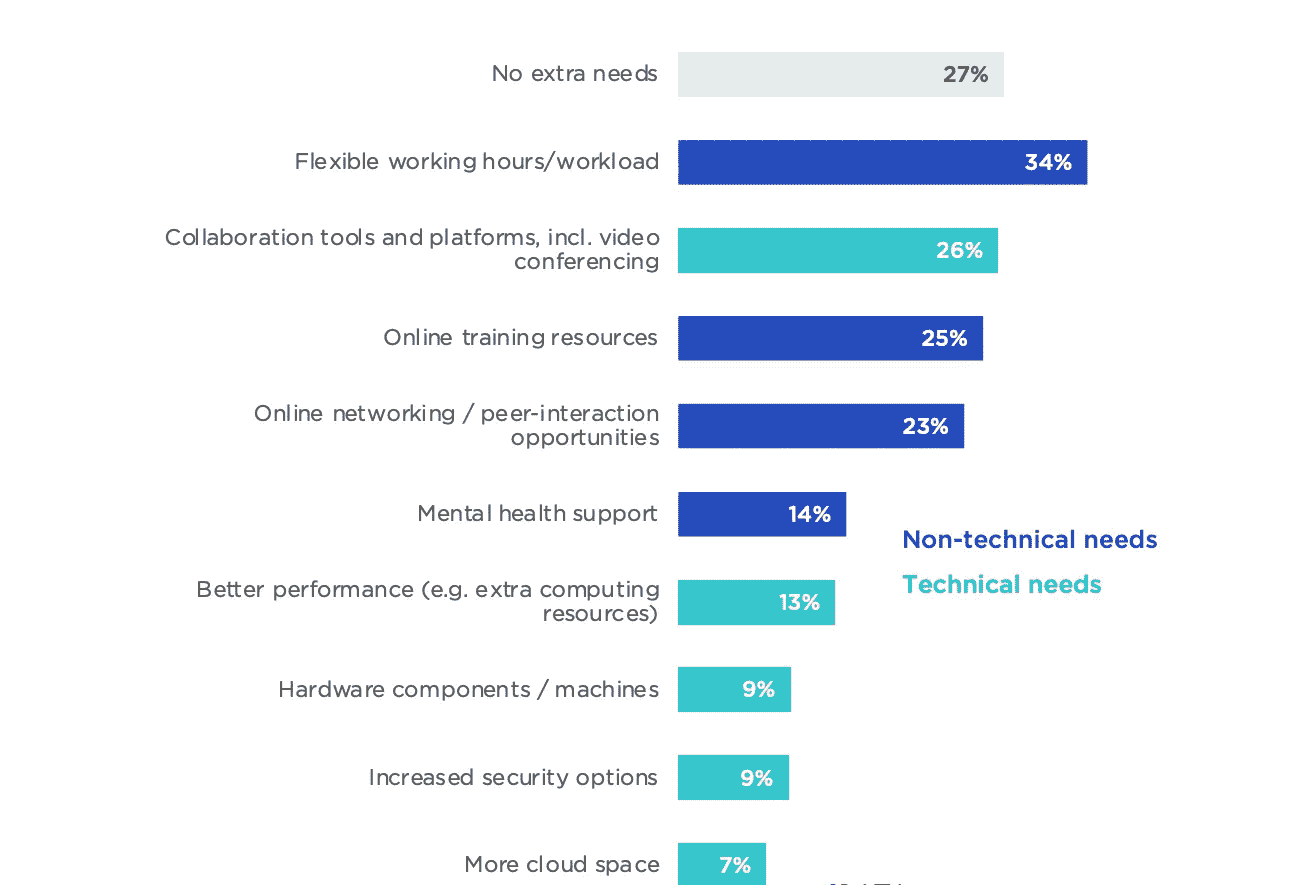 No extra needs
27%
Flexible working hours/workload
34%
Collaboration tools and platforms, incl. video
conferencing
26%
Online training resources
25%
Online networking / peer-interaction
opportunities
23%
Mental health support
14%
Non-technical needs
Technical needs
Better performance (e.g. extra computing
resources)
13%
Hardware components / machines
9%
Increased security options
9%
More cloud space
7%